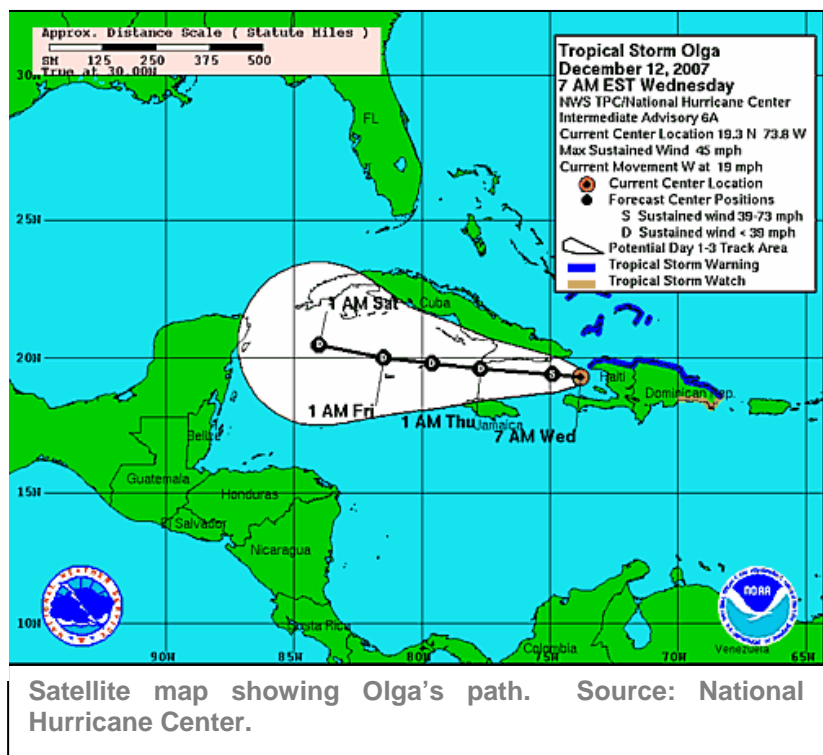 Approx. Distance Scale ( Statute Miles )
SM 125 250 375 500
True at 30.00N
Tropical Storm Olga
December 12, 2007
7 AM EST Wednesday
NWS TPC/National Hurricane Center
Intermediate Advisory 6A
Current Center Location 19.3 N 73.8 W
Max Sustained Wind 45 mph
Current Movement W at 19 mph
Current Center Location
Forecast Center Positions
S Sustained wind 39-73 mph
D Sustained wind < 39 mph
Potential Day 1-3 Track Area
Tropical Storm Warning
Tropical Storm Watch
30N
FL
25N
1 AM Sat
Cuba
20N
D D D D S
Haiti
Dominican Rep.
1 AM Fri
1 AM Thu
Jamaica
7 AM Wed
Belize
Guatemala
15N
Honduras
El Salvador
Nicaragua
NOAA
10N
Costa Rica
Colombia
Venezuela
90W 85W 80W 75W 70W 65W
Satellite map showing Olga's path. Source: National
Hurricane Center.